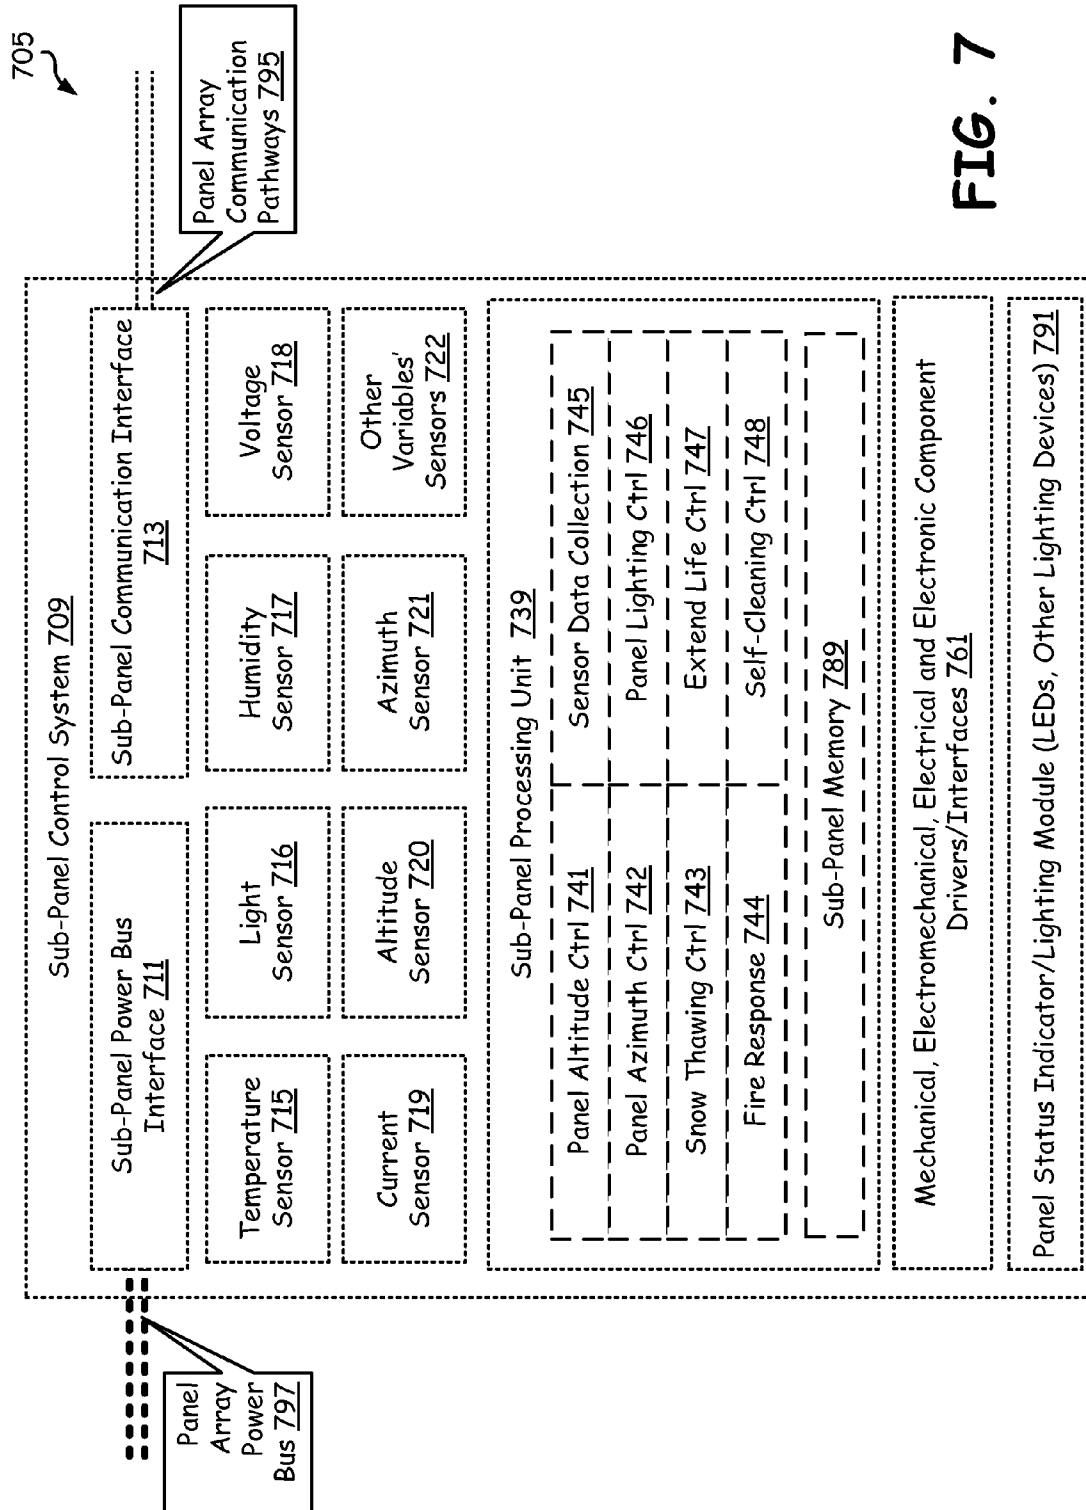 705
Sub-Panel Control System 709
Sub-Panel Power Bus
Interface 711
Sub-Panel Communication Interface
713
Panel Array
Communication
Pathways 795
Panel
Array
Power
Bus 797
Temperature
Sensor 715
Light
Sensor 716
Humidity
Sensor 717
Voltage
Sensor 718
Current
Sensor 719
Altitude
Sensor 720
Azimuth
Sensor 721
Other
Variables'
Sensors 722
Sub-Panel Processing Unit 739
Panel Altitude Ctrl 741
Sensor Data Collection 745
Panel Azimuth Ctrl 742
Panel Lighting Ctrl 746
Snow Thawing Ctrl 743
Extend Life Ctrl 747
Fire Response 744
Self-Cleaning Ctrl 748
Sub-Panel Memory 789
Mechanical, Electromechanical, Electrical and Electronic Component
Drivers/Interfaces 761
Panel Status Indicator/Lighting Module (LEDs, Other Lighting Devices) 791
FIG. 7